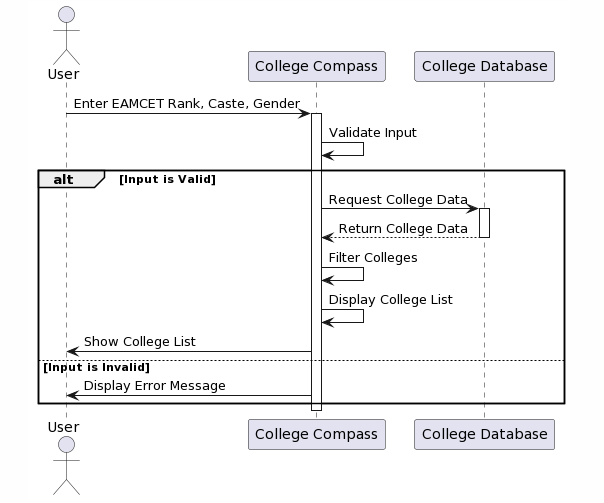 User
College Compass
College Database
Enter EAMCET Rank, Caste, Gender
Validate Input
alt
[Input is Valid]
Request College Data
Return College Data
Filter Colleges
Display College List
Show College List
[Input is Invalid]
Display Error Message
User
College Compass
College Database